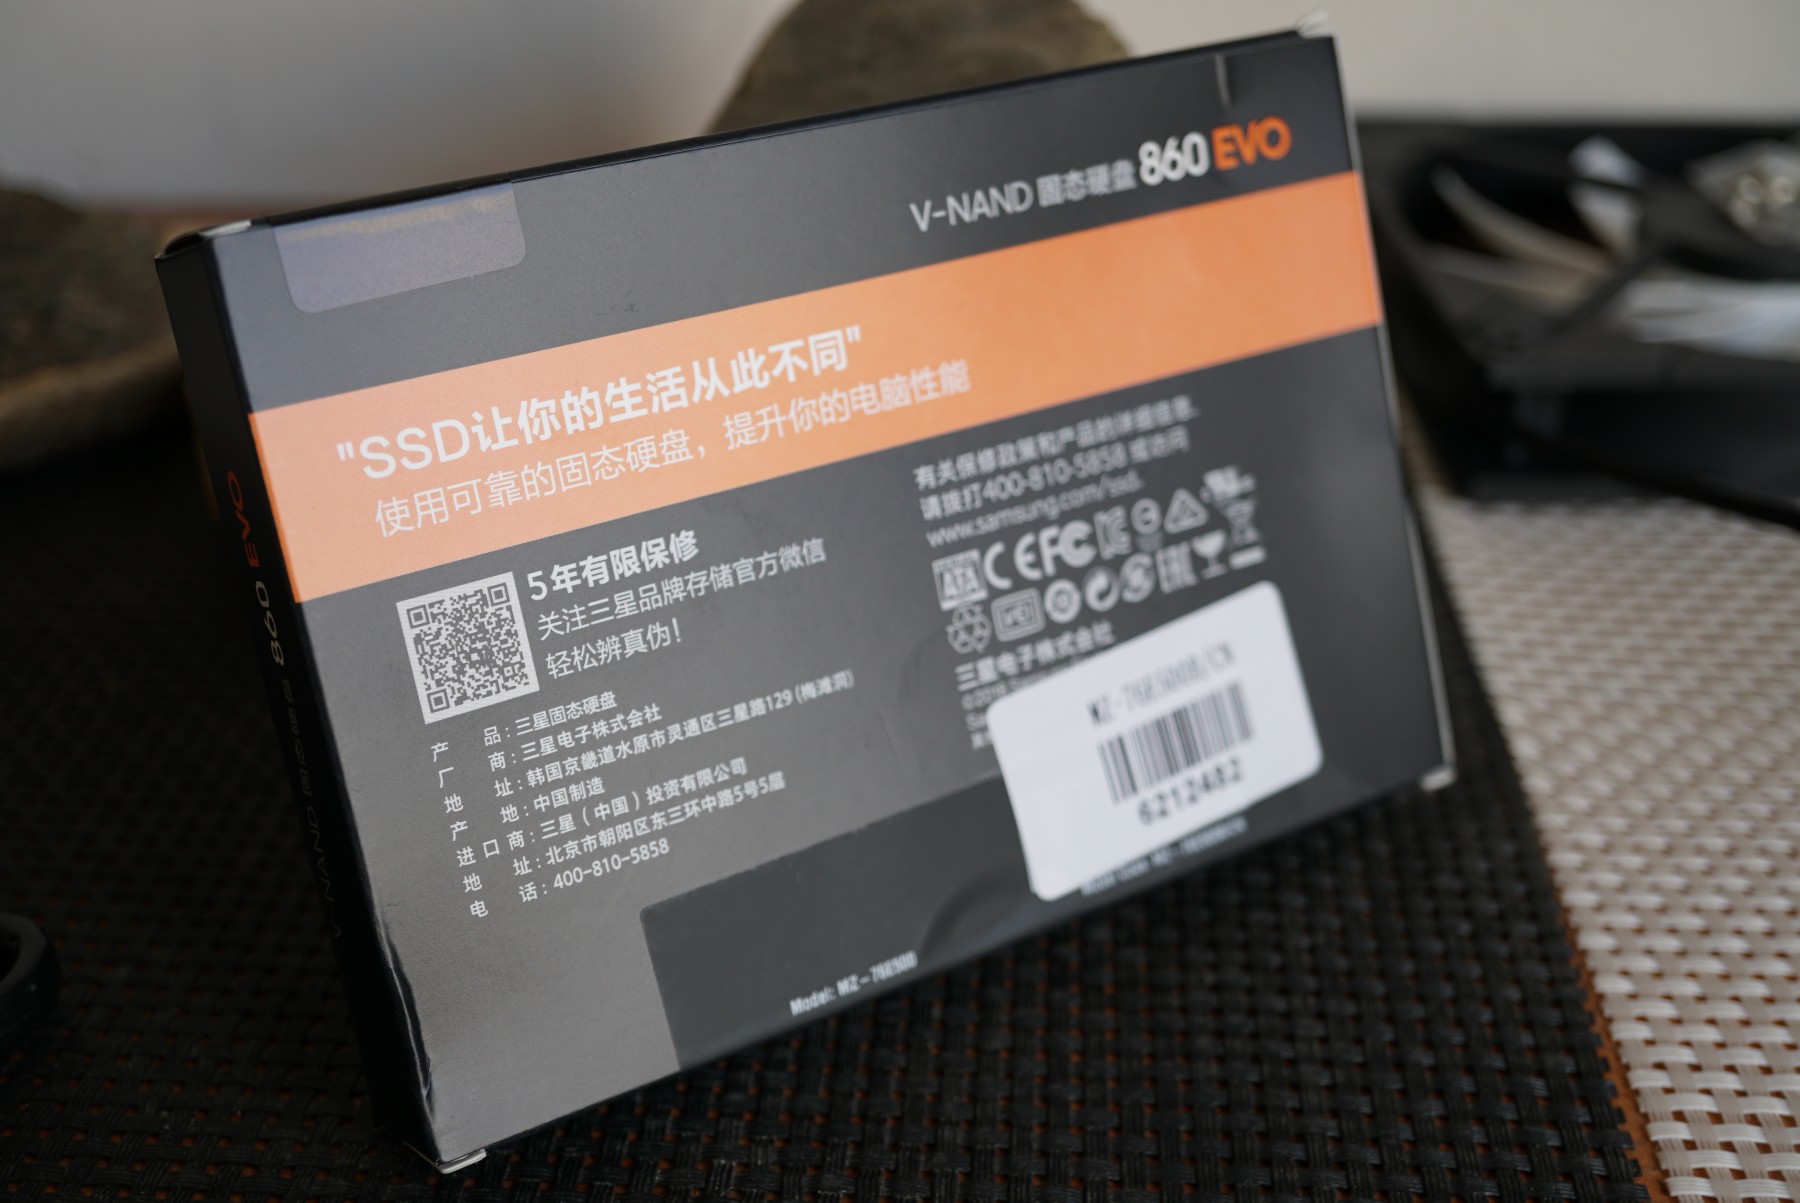 V-NAND 固态硬盘 860 EVO
"SSD让你的生活从此不同"
使用可靠的固态硬盘，提升你的电脑性能
5年有限保修
关注三星品牌存储官方微信
轻松辨真伪！
产 品：三星固态硬盘
厂 商：三星电子株式会社
地 址：韩国京畿道水原市灵通区三星路129 (梅滩洞)
产 地：中国制造
进 口 商：三星（中国）投资有限公司
地 址：北京市朝阳区东三环中路5号5层
电 话：400-810-5858
有关保修政策和产品的详细信息，
请拨打400-810-5858 或访问
www.samsung.com/ssd.
三星电子株式会社
©2018
MZ-76E500B/CN
6212482
Model: MZ-76E500
V-NAND 固态硬盘 860 EVO